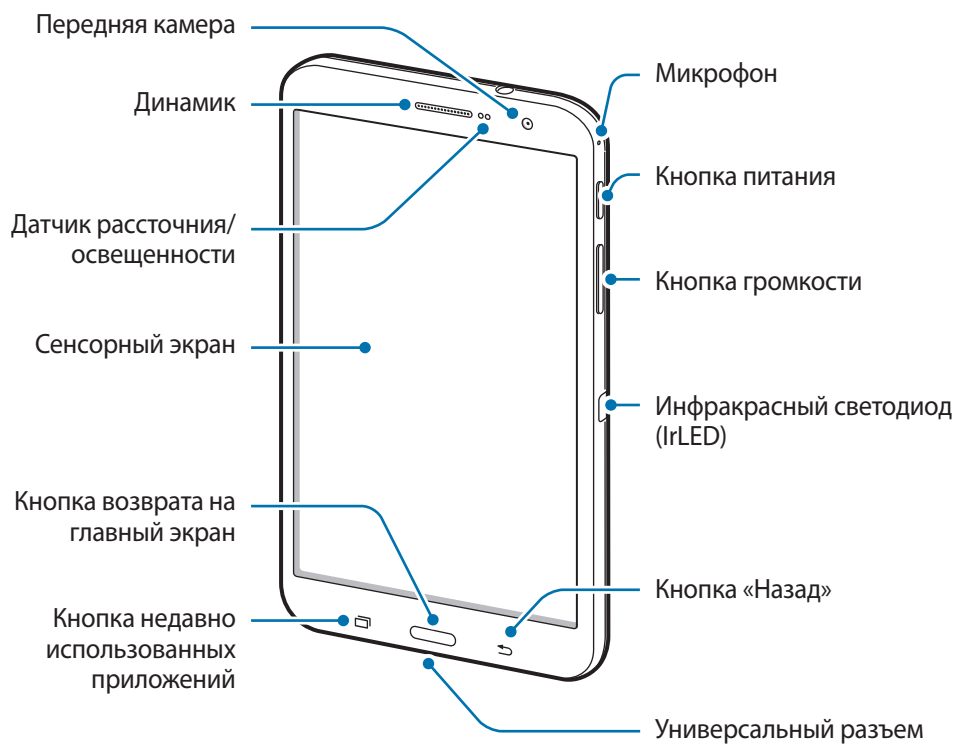 Передняя камера
Динамик
Датчик рассточния/
освещенности
Сенсорный экран
Кнопка возврата на
главный экран
Кнопка недавно
использованных
приложений
Микрофон
Кнопка питания
Кнопка громкости
Инфракрасный светодиод
(IrLED)
Кнопка «Назад»
Универсальный разъем